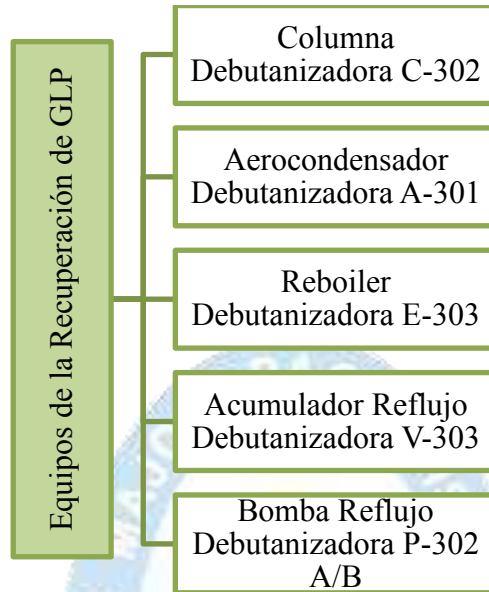 Equipos de la Recuperación de GLP
Columna
Debutanizadora C-302
Aerocondensador
Debutanizadora A-301
Reboiler
Debutanizadora E-303
Acumulador Reflujo
Debutanizadora V-303
Bomba Reflujo
Debutanizadora P-302
A/B